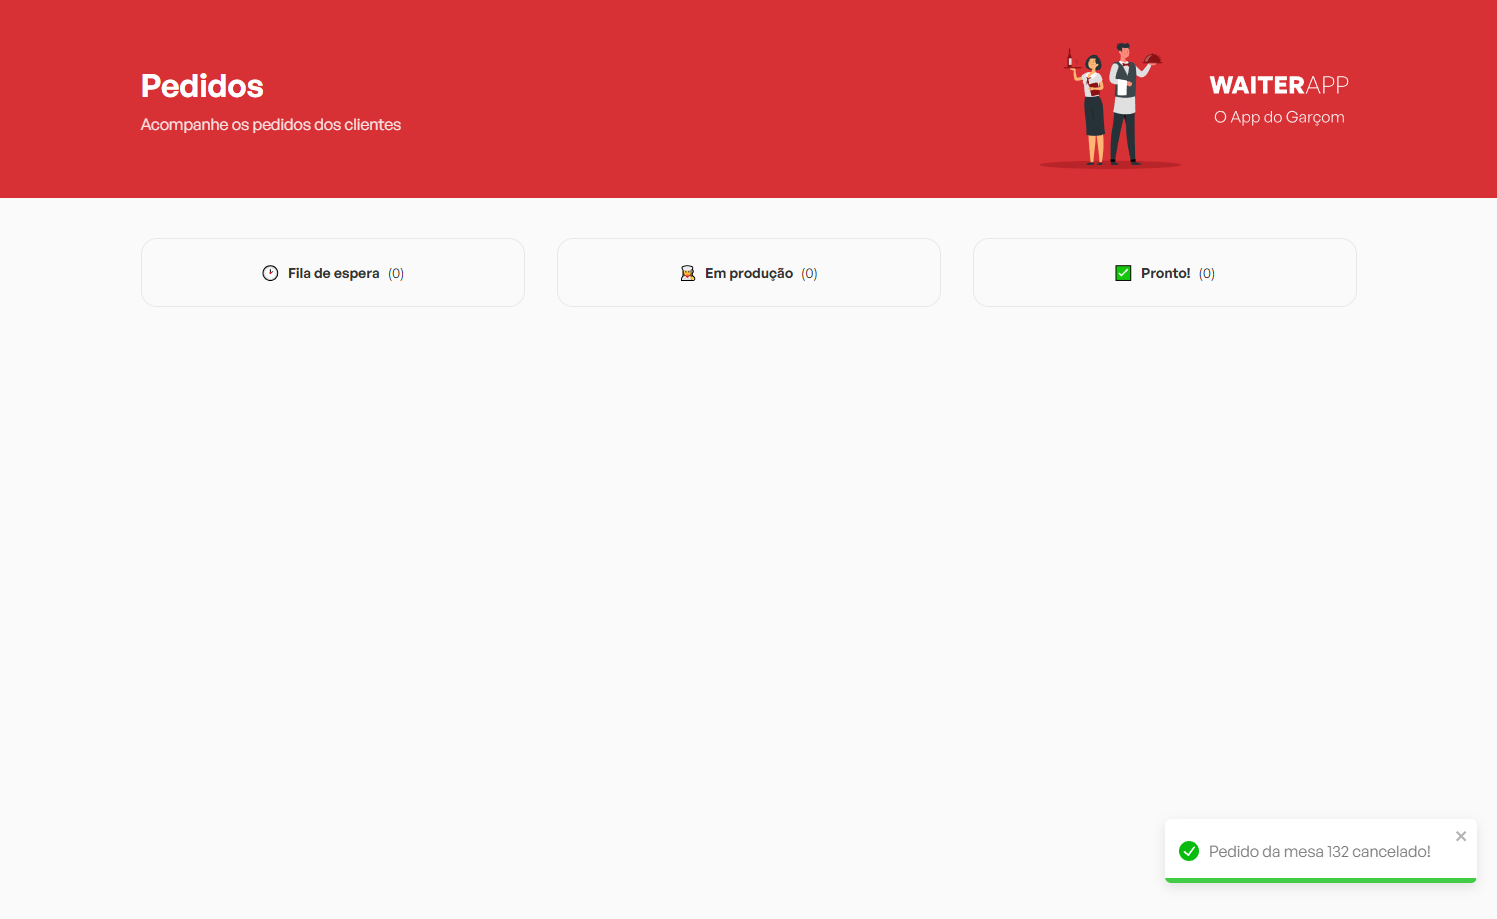 Pedidos
Acompanhe os pedidos dos clientes
WAITERAPP
O App do Garçom
Fila de espera (0)
Em produção (0)
Pronto! (0)
Pedido da mesa 132 cancelado!